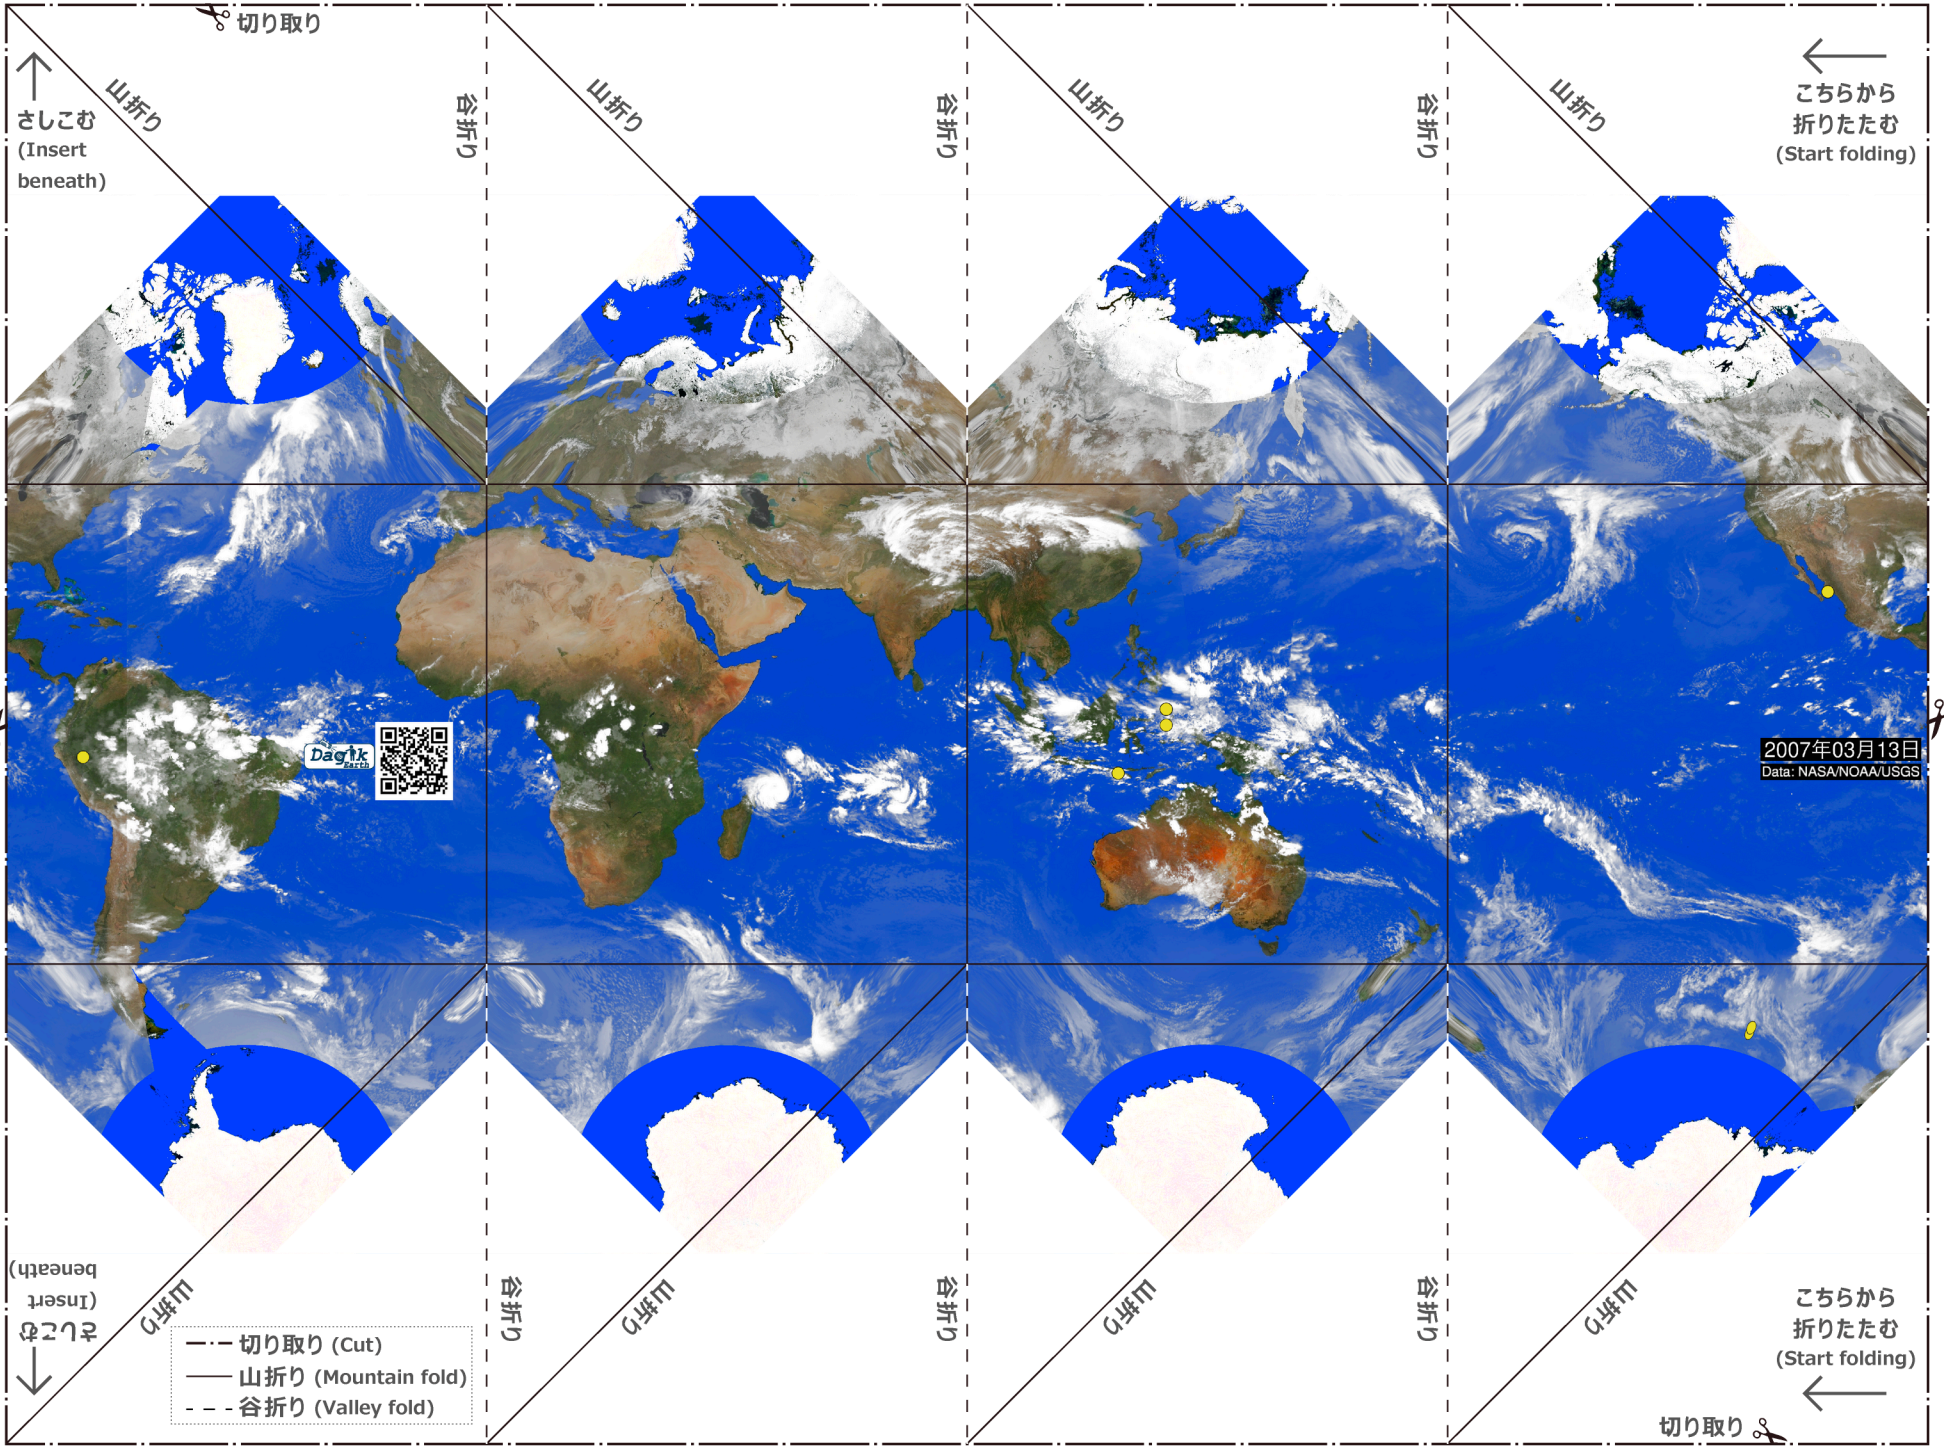 切り取り
山折り
谷折り
山折り
谷折り
山折り
谷折り
山折り
さしこむ
(Insert
beneath)
こちらから
折りたたむ
(Start folding)
Dagik
Earth
2007年03月13日
Data: NASA/NOAA/USGS
さしこむ
(Insert
beneath)
山折り
谷折り
山折り
谷折り
山折り
谷折り
山折り
こちらから
折りたたむ
(Start folding)
切り取り (Cut)
山折り (Mountain fold)
谷折り (Valley fold)
切り取り